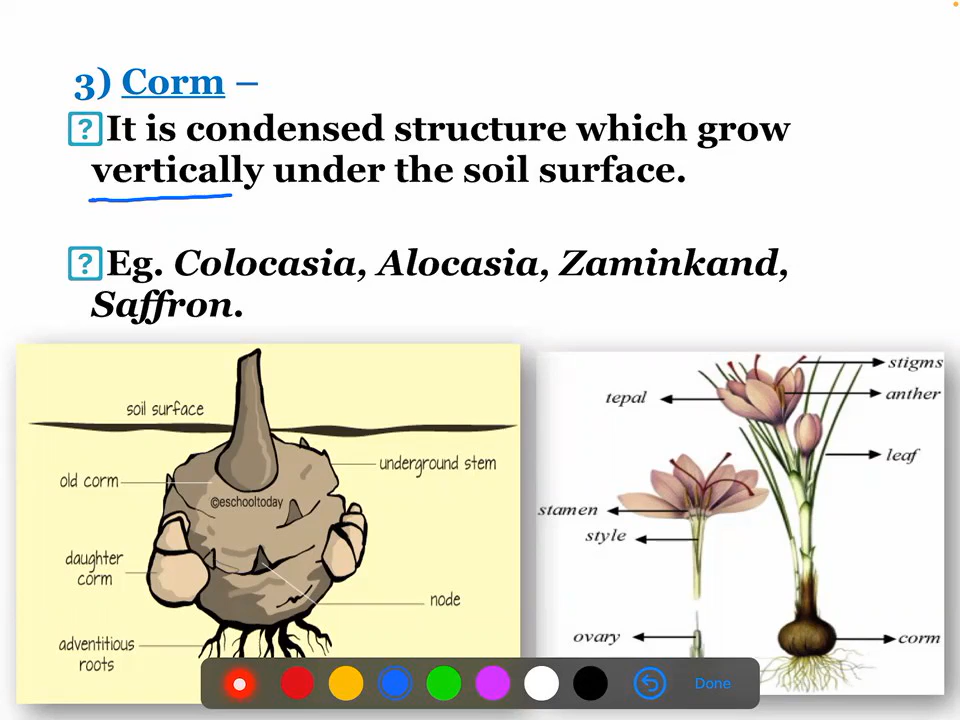 3) Corm –
It is condensed structure which grow
vertically under the soil surface.
Eg. Colocasia, Alocasia, Zaminkand,
Saffron.
soil surface
underground stem
old corm
©eschooltoday
daughter
corm
node
adventitious
roots
stigms
anther
tepal
leaf
stamen
style
ovary
corm
Done